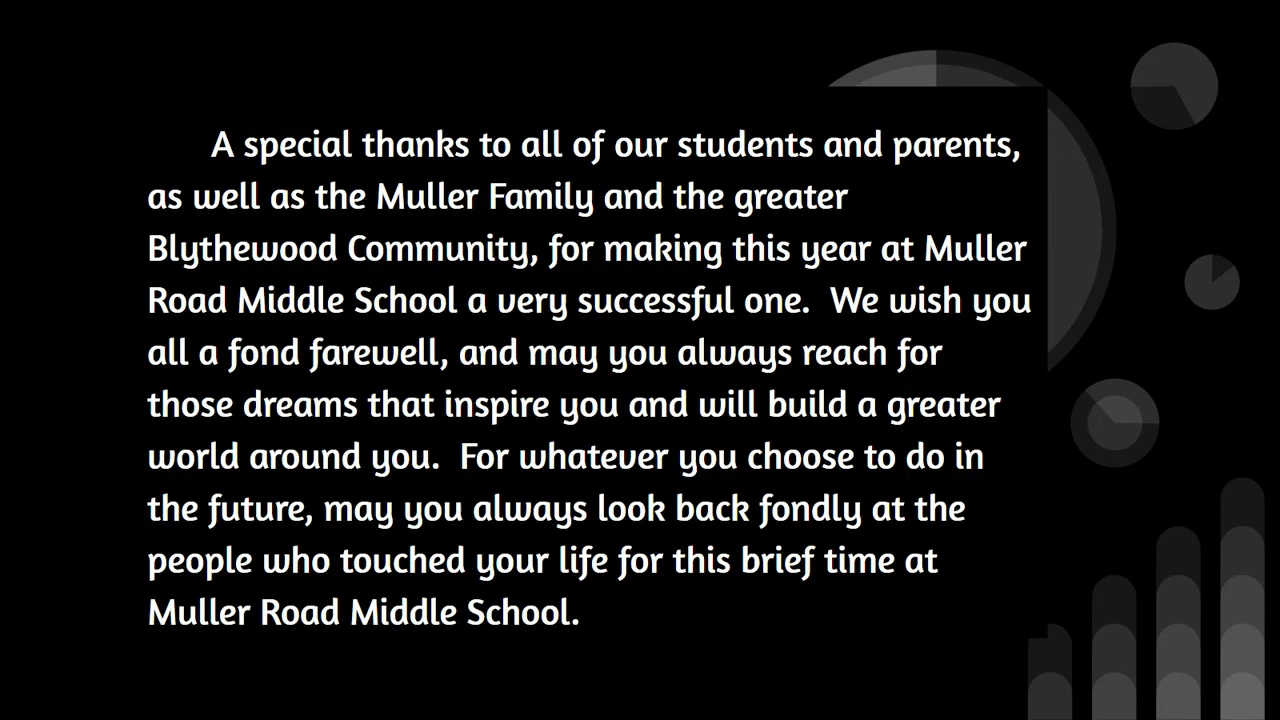 A special thanks to all of our students and parents,
as well as the Muller Family and the greater
Blythewood Community, for making this year at Muller
Road Middle School a very successful one.  We wish you
all a fond farewell, and may you always reach for
those dreams that inspire you and will build a greater
world around you.  For whatever you choose to do in
the future, may you always look back fondly at the
people who touched your life for this brief time at
Muller Road Middle School.